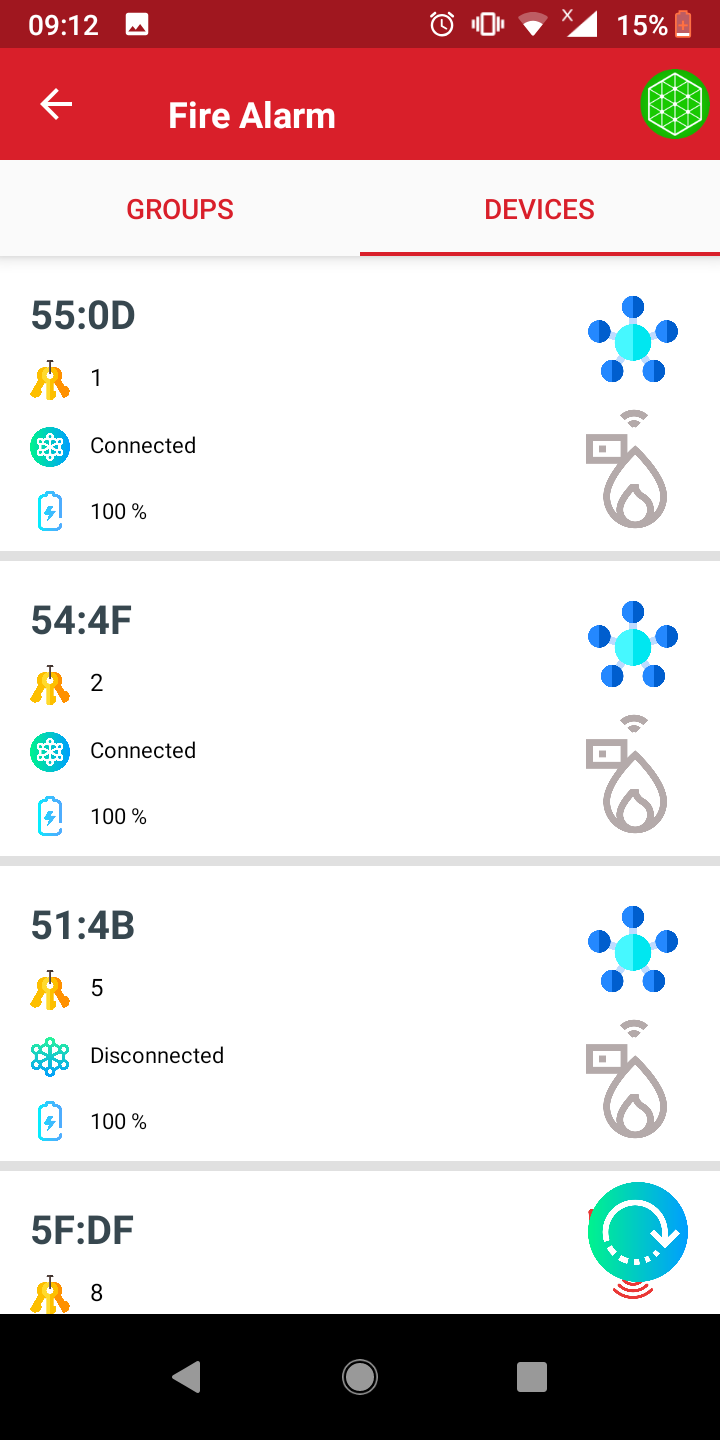 09:12
15%
Fire Alarm
GROUPS
DEVICES
55:0D
1
Connected
100 %
54:4F
2
Connected
100 %
51:4B
5
Disconnected
100 %
5F:DF
8